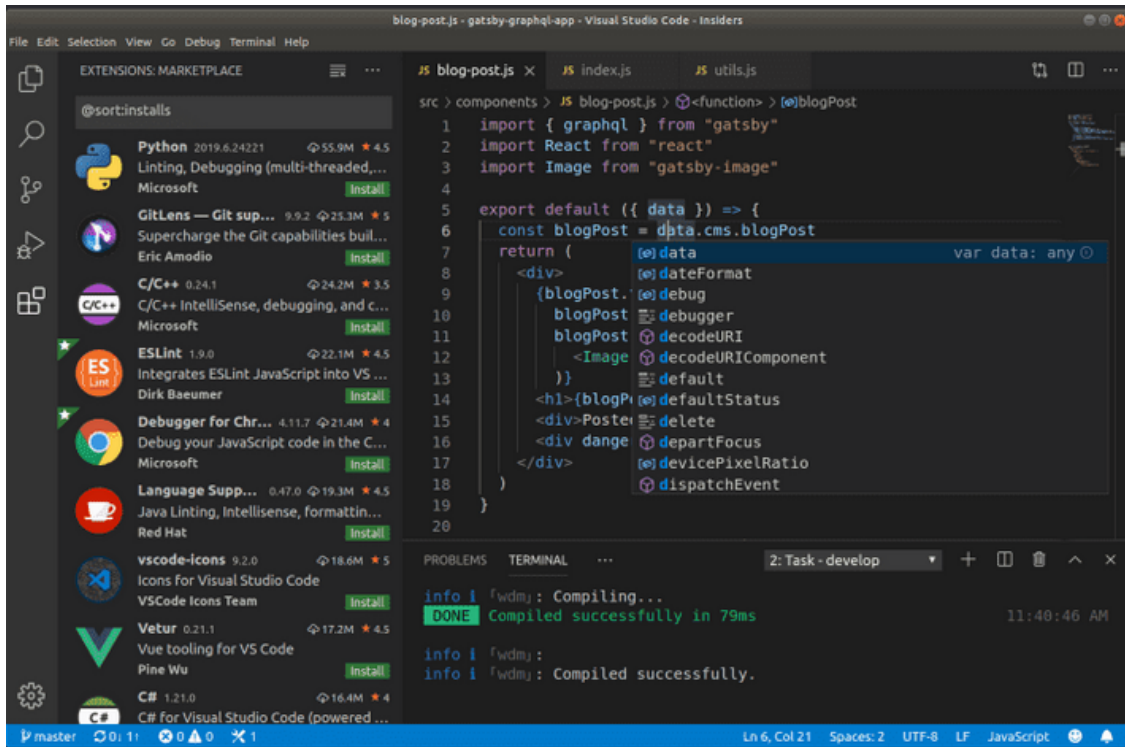 blog-post.js - gatsby-graphql-app - Visual Studio Code - Insiders
File Edit Selection View Go Debug Terminal Help
EXTENSIONS: MARKETPLACE
@sort:installs
Python 2019.6.24221 55.9M ★ 4.5
Linting, Debugging (multi-threaded,...
Microsoft Install
GitLens — Git sup... 9.9.2 25.3M ★ 5
Supercharge the Git capabilities buil...
Eric Amodio Install
C/C++
C/C++ 0.24.1 24.2M ★ 3.5
C/C++ IntelliSense, debugging, and c...
Microsoft Install
ES
Lint
ESLint 1.9.0 22.1M ★ 4.5
Integrates ESLint JavaScript into VS ...
Dirk Baeumer Install
Debugger for Chr... 4.11.7 21.4M ★ 4
Debug your JavaScript code in the C...
Microsoft Install
Language Supp... 0.47.0 19.3M ★ 4.5
Java Linting, Intellisense, formattin...
Red Hat Install
vscode-icons 9.2.0 18.6M ★ 5
Icons for Visual Studio Code
VSCode Icons Team Install
Vetur 0.21.1 17.2M ★ 4.5
Vue tooling for VS Code
Pine Wu Install
C#
C# 1.21.0 16.4M ★ 4
C# for Visual Studio Code (powered ...
JS blog-post.js × JS index.js JS utils.js
src > components > JS blog-post.js > <function> > blogPost
1 import { graphql } from "gatsby"
2 import React from "react"
3 import Image from "gatsby-image"
4
5 export default ({ data }) => {
6 const blogPost = data.cms.blogPost
7 return (
8 <div>
9 {blogPost.
10 blogPost
11 blogPost
12 <Image
13 )}
14 <h1>{blogP
15 <div>Poste
16 <div dange
17 </div>
18 )
19 }
20
data var data: any
dateFormat
debug
debugger
decodeURI
decodeURIComponent
default
defaultStatus
delete
departFocus
devicePixelRatio
dispatchEvent
PROBLEMS TERMINAL ... 2: Task - develop
info i ｢wdm｣: Compiling...
DONE Compiled successfully in 79ms 11:40:46 AM
info i ｢wdm｣:
info i ｢wdm｣: Compiled successfully.
master 0↓ 1↑ 0 0 1 Ln 6, Col 21 Spaces: 2 UTF-8 LF JavaScript